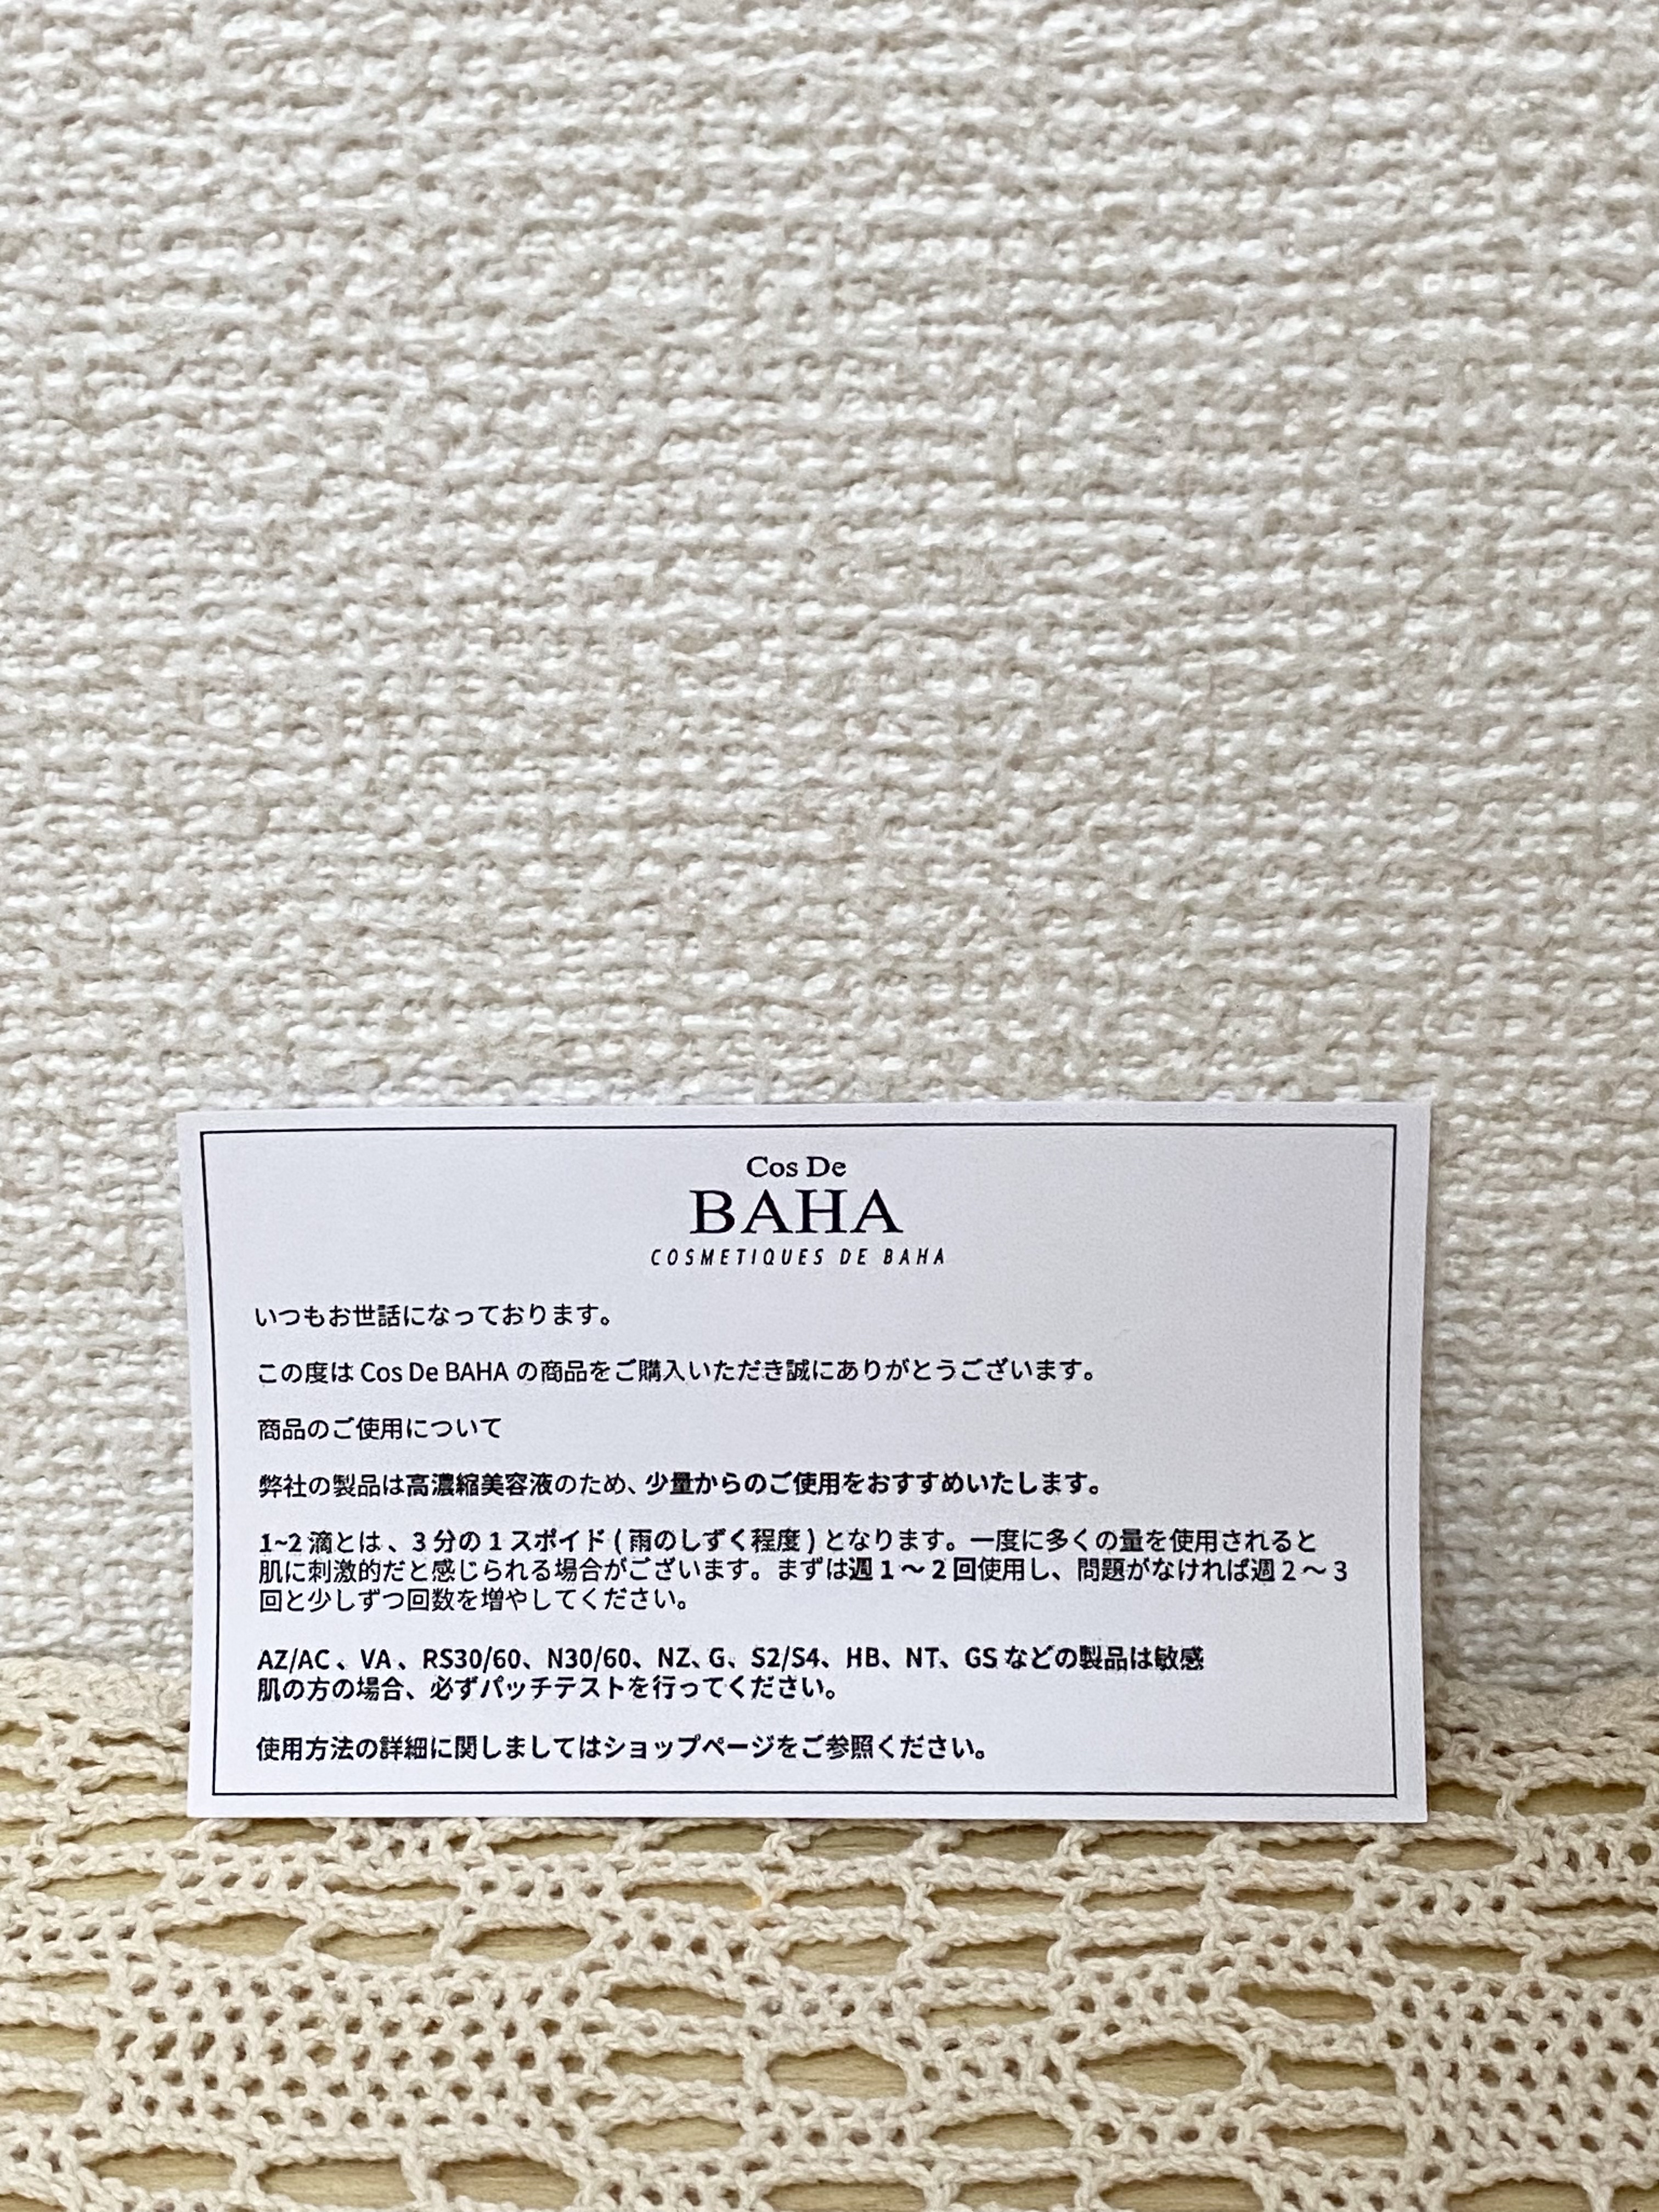 Cos De
BAHA
COSMETIQUES DE BAHA
いつもお世話になっております。
この度は Cos De BAHA の商品をご購入いただき誠にありがとうございます。
商品のご使用について
弊社の製品は高濃縮美容液のため、少量からのご使用をおすすめいたします。
1~2 滴とは、3 分の 1 スポイド ( 雨のしずく程度 ) となります。一度に多くの量を使用されると
肌に刺激的だと感じられる場合がございます。まずは週 1 〜 2 回使用し、問題がなければ週 2 〜 3
回と少しずつ回数を増やしてください。
AZ/AC 、VA 、RS30/60、N30/60、NZ、G、S2/S4、HB、NT、GS などの製品は敏感
肌の方の場合、必ずパッチテストを行ってください。
使用方法の詳細に関しましてはショップページをご参照ください。